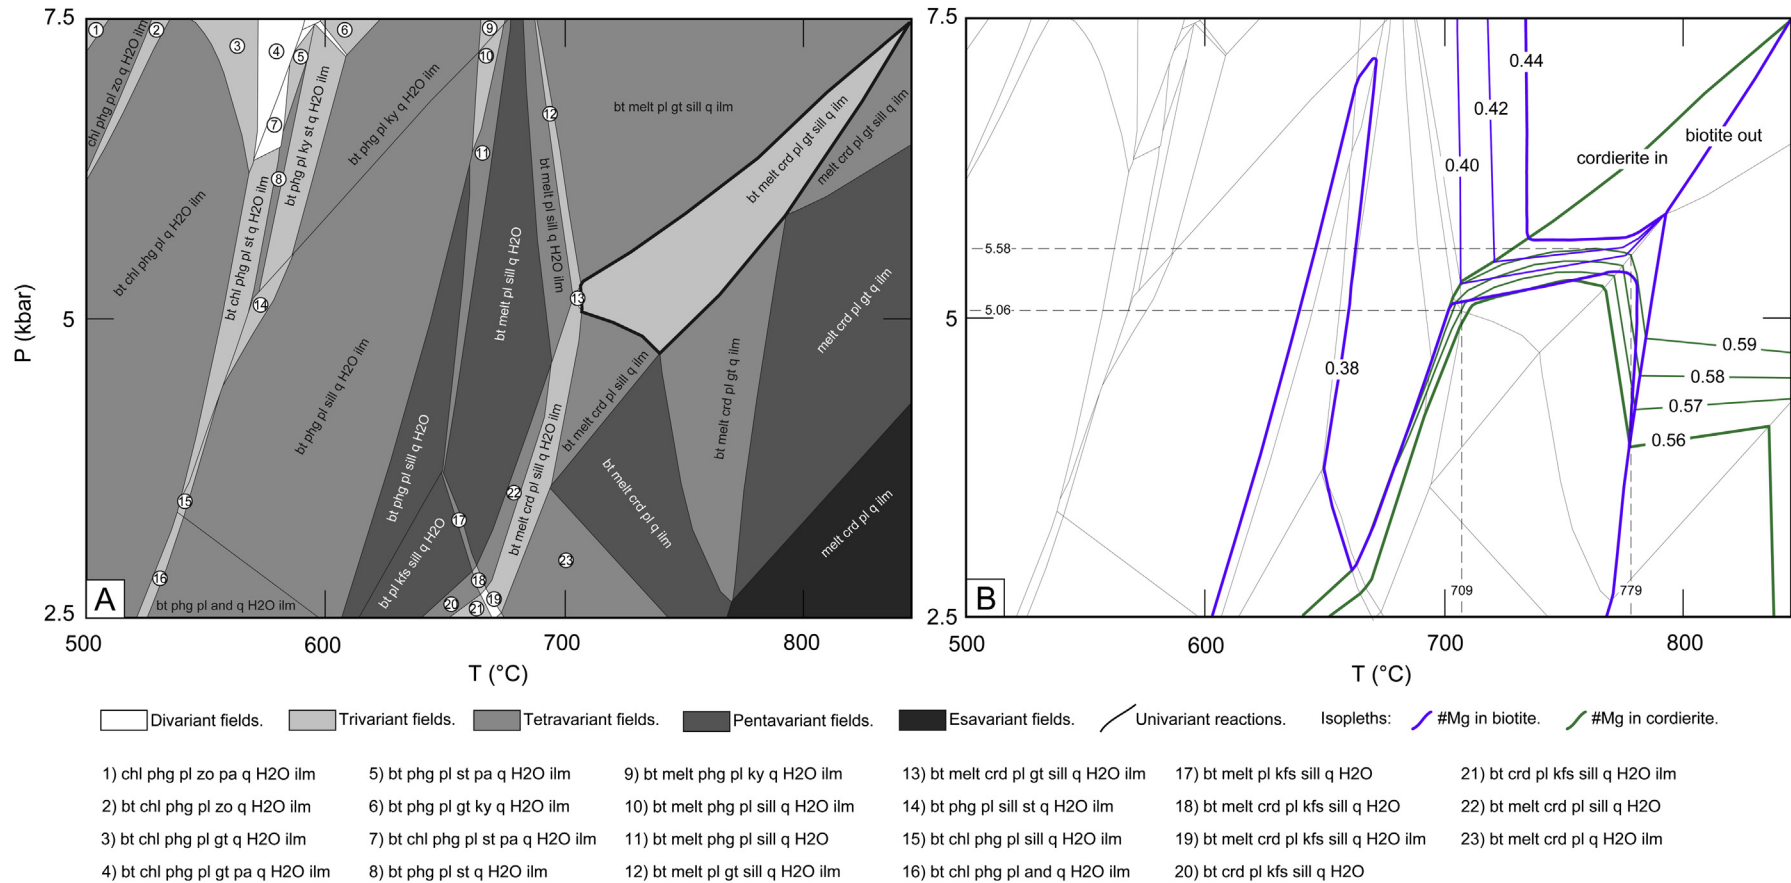 7.5
5
2.5
P (kbar)
500
600
700
800
T (°C)
A
1
2
3
4
5
6
7
8
9
10
11
12
13
14
15
16
17
18
19
20
21
22
23
chl phg pl zo q H2O ilm
bt chl phg pl q H2O ilm
bt chl phg pl st q H2O ilm
bt phg pl ky st q H2O ilm
bt phg pl ky q H2O ilm
bt phg pl sill q H2O ilm
bt phg pl and q H2O ilm
bt phg pl sill q H2O
bt pl kfs sill q H2O
bt melt pl sill q H2O
bt melt pl sill q H2O ilm
bt melt crd pl sill q H2O ilm
bt melt pl gt sill q ilm
bt melt crd pl gt sill q ilm
melt crd pl gt sill q ilm
bt melt crd pl sill q ilm
bt melt crd pl q ilm
bt melt crd pl gt q ilm
melt crd pl gt q ilm
melt crd pl q ilm
7.5
5
2.5
500
600
700
800
T (°C)
B
0.44
0.42
0.40
0.38
biotite out
cordierite in
5.58
5.06
0.59
0.58
0.57
0.56
709
779
Divariant fields.
Trivariant fields.
Tetravariant fields.
Pentavariant fields.
Esavariant fields.
Univariant reactions.
Isopleths:
#Mg in biotite.
#Mg in cordierite.
1) chl phg pl zo pa q H2O ilm
2) bt chl phg pl zo q H2O ilm
3) bt chl phg pl gt q H2O ilm
4) bt chl phg pl gt pa q H2O ilm
5) bt phg pl st pa q H2O ilm
6) bt phg pl gt ky q H2O ilm
7) bt chl phg pl st pa q H2O ilm
8) bt phg pl st q H2O ilm
9) bt melt phg pl ky q H2O ilm
10) bt melt phg pl sill q H2O ilm
11) bt melt phg pl sill q H2O
12) bt melt pl gt sill q H2O ilm
13) bt melt crd pl gt sill q H2O ilm
14) bt phg pl sill st q H2O ilm
15) bt chl phg pl sill q H2O ilm
16) bt chl phg pl and q H2O ilm
17) bt melt pl kfs sill q H2O
18) bt melt crd pl kfs sill q H2O
19) bt melt crd pl kfs sill q H2O ilm
20) bt crd pl kfs sill q H2O
21) bt crd pl kfs sill q H2O ilm
22) bt melt crd pl sill q H2O
23) bt melt crd pl q H2O ilm